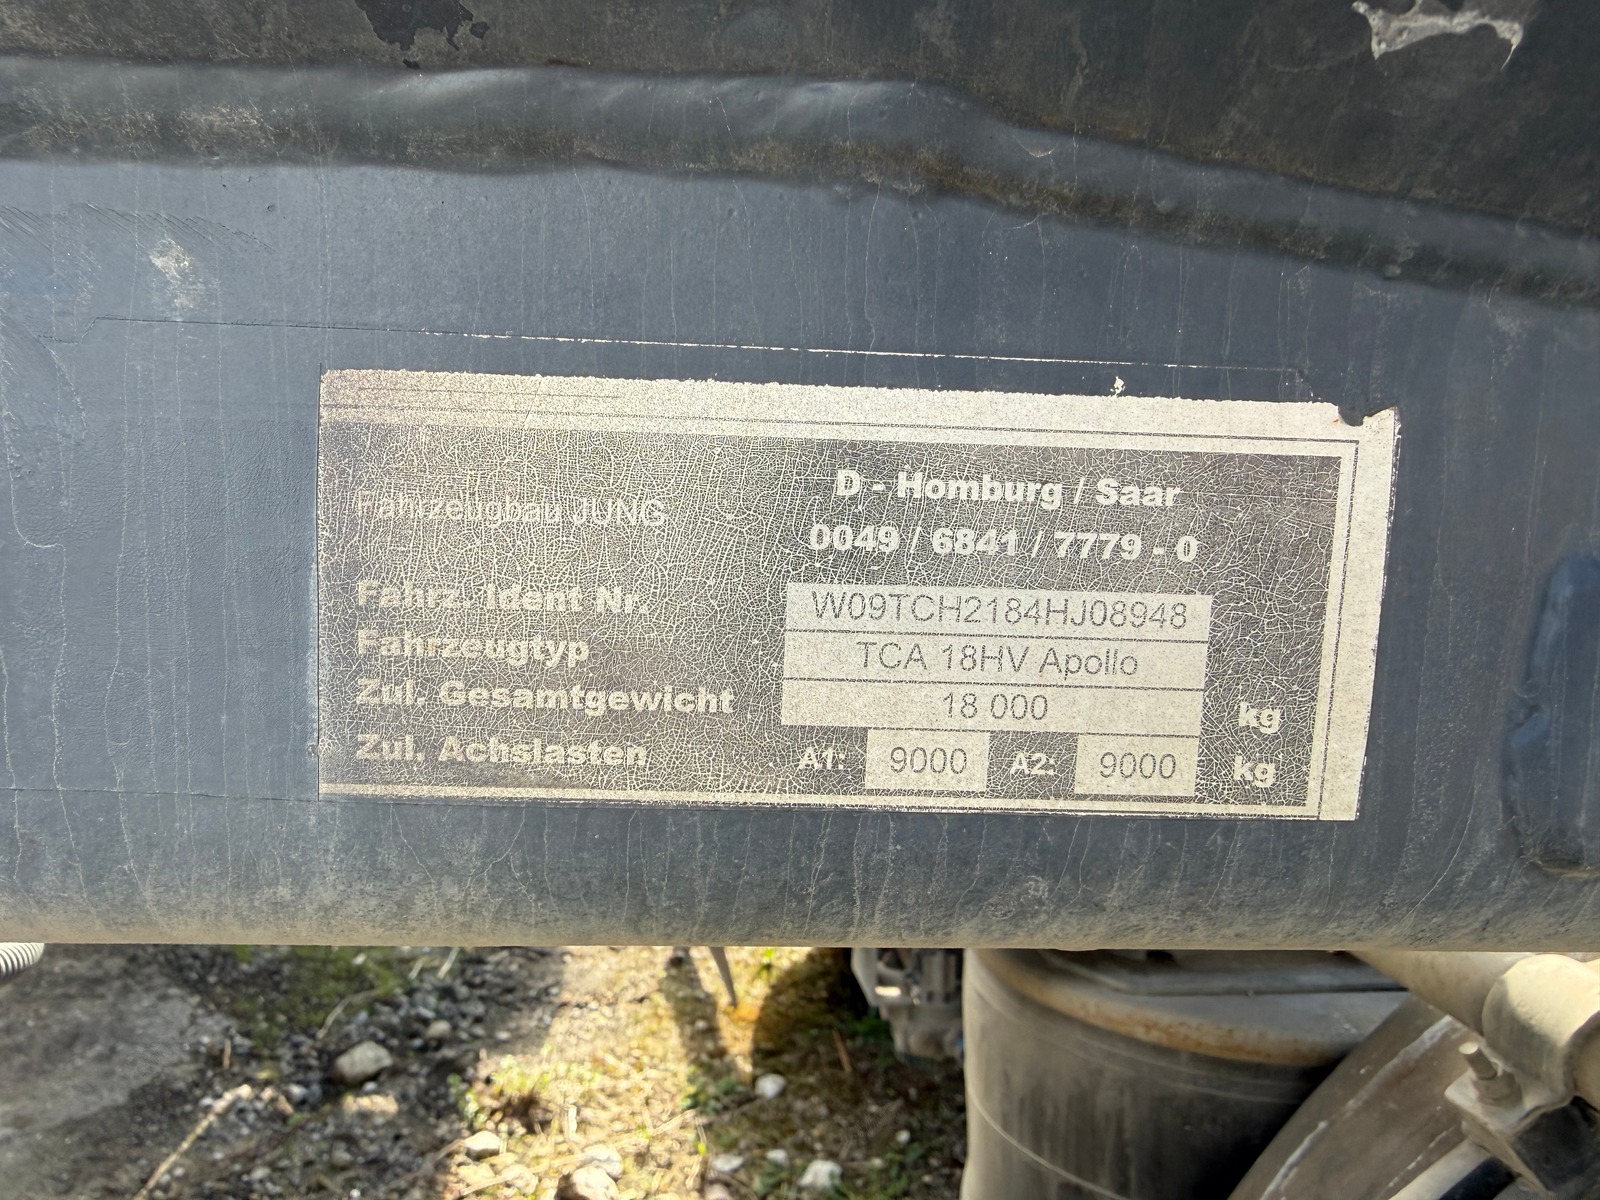 Fahrzeugbau JUNG
D - Homburg / Saar
0049 / 6841 / 7779 - 0
Fahrz. Ident Nr. W09TCH2184HJ08948
Fahrzeugtyp TCA 18HV Apollo
Zul. Gesamtgewicht 18 000 kg
Zul. Achslasten A1: 9000 A2: 9000 kg